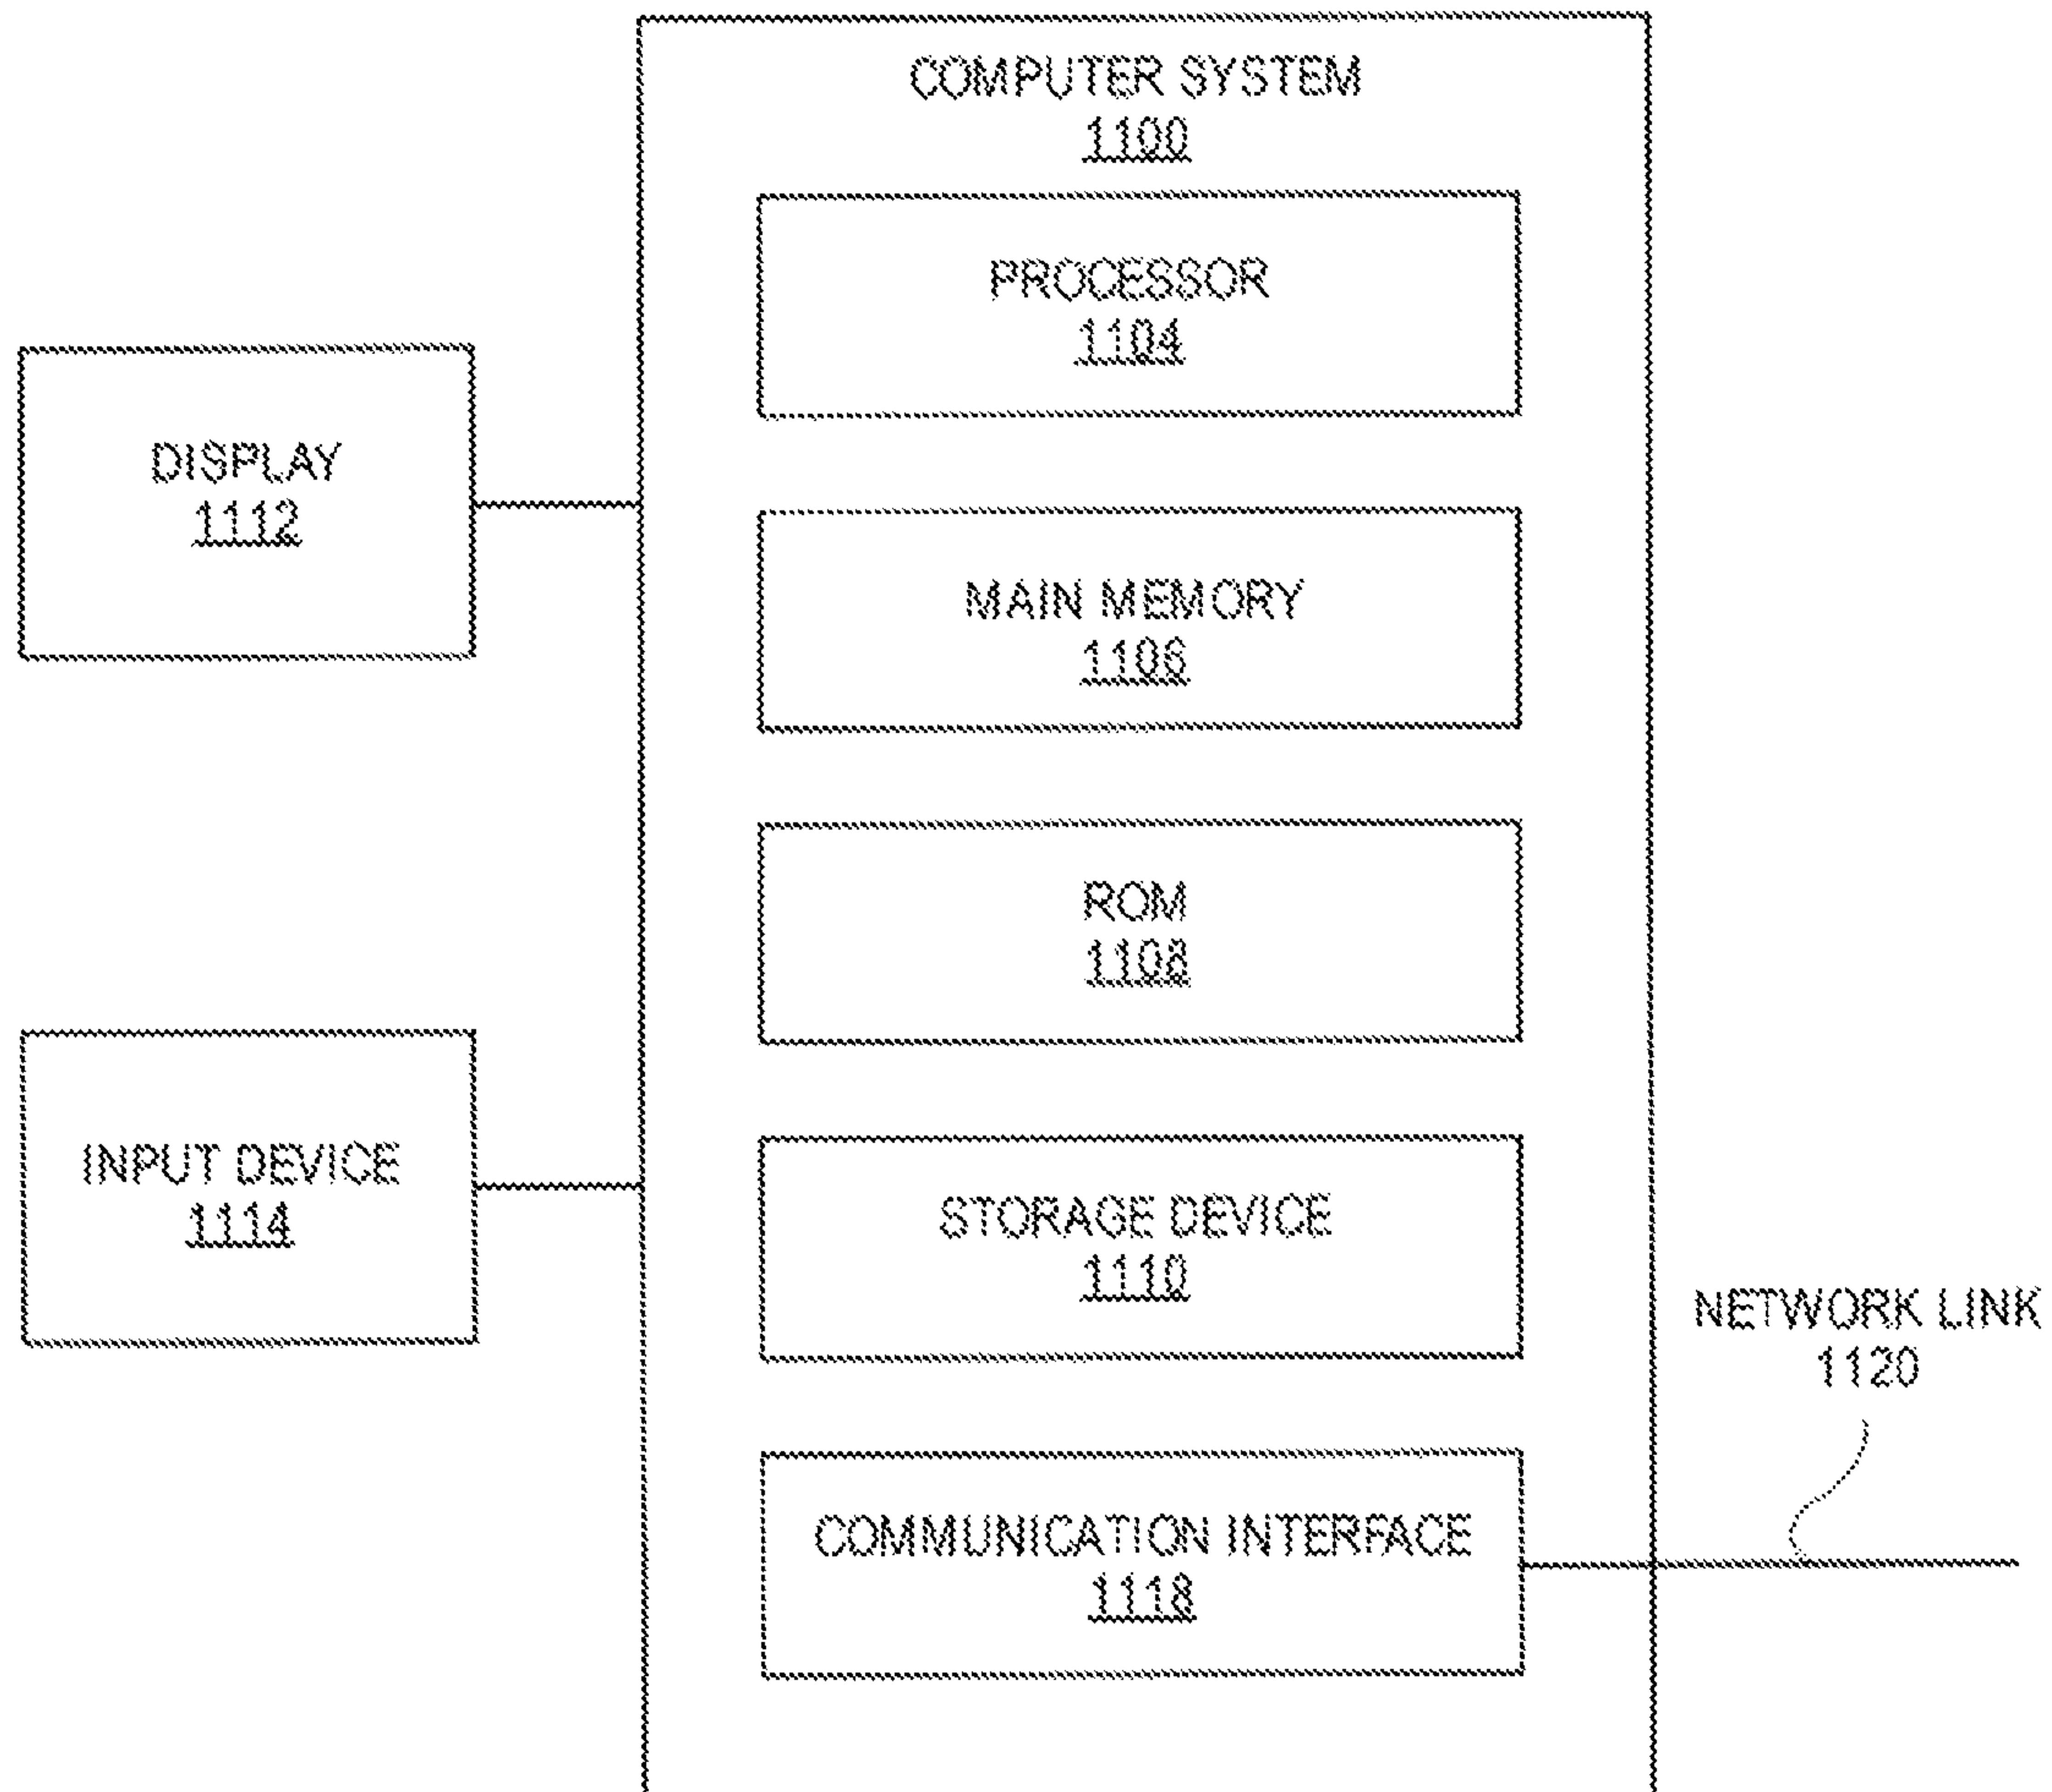 COMPUTER SYSTEM
1100
PROCESSOR
1104
DISPLAY
1112
MAIN MEMORY
1106
ROM
1108
INPUT DEVICE
1114
STORAGE DEVICE
1110
NETWORK LINK
1120
COMMUNICATION INTERFACE
1118